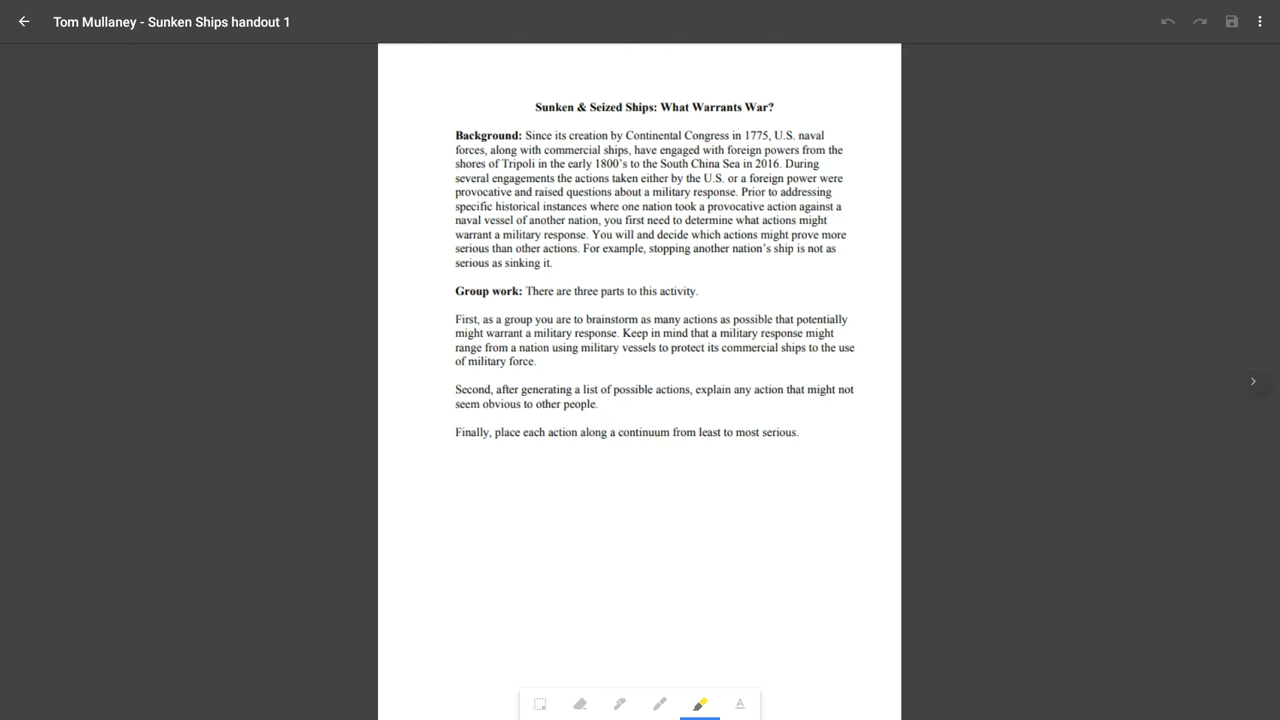 Tom Mullaney - Sunken Ships handout 1
Sunken & Seized Ships: What Warrants War?
Background: Since its creation by Continental Congress in 1775, U.S. naval
forces, along with commercial ships, have engaged with foreign powers from the
shores of Tripoli in the early 1800's to the South China Sea in 2016. During
several engagements the actions taken either by the U.S. or a foreign power were
provocative and raised questions about a military response. Prior to addressing
specific historical instances where one nation took a provocative action against a
naval vessel of another nation, you first need to determine what actions might
warrant a military response. You will and decide which actions might prove more
serious than other actions. For example, stopping another nation's ship is not as
serious as sinking it.
Group work: There are three parts to this activity.
First, as a group you are to brainstorm as many actions as possible that potentially
might warrant a military response. Keep in mind that a military response might
range from a nation using military vessels to protect its commercial ships to the use
of military force.
Second, after generating a list of possible actions, explain any action that might not
seem obvious to other people.
Finally, place each action along a continuum from least to most serious.
A